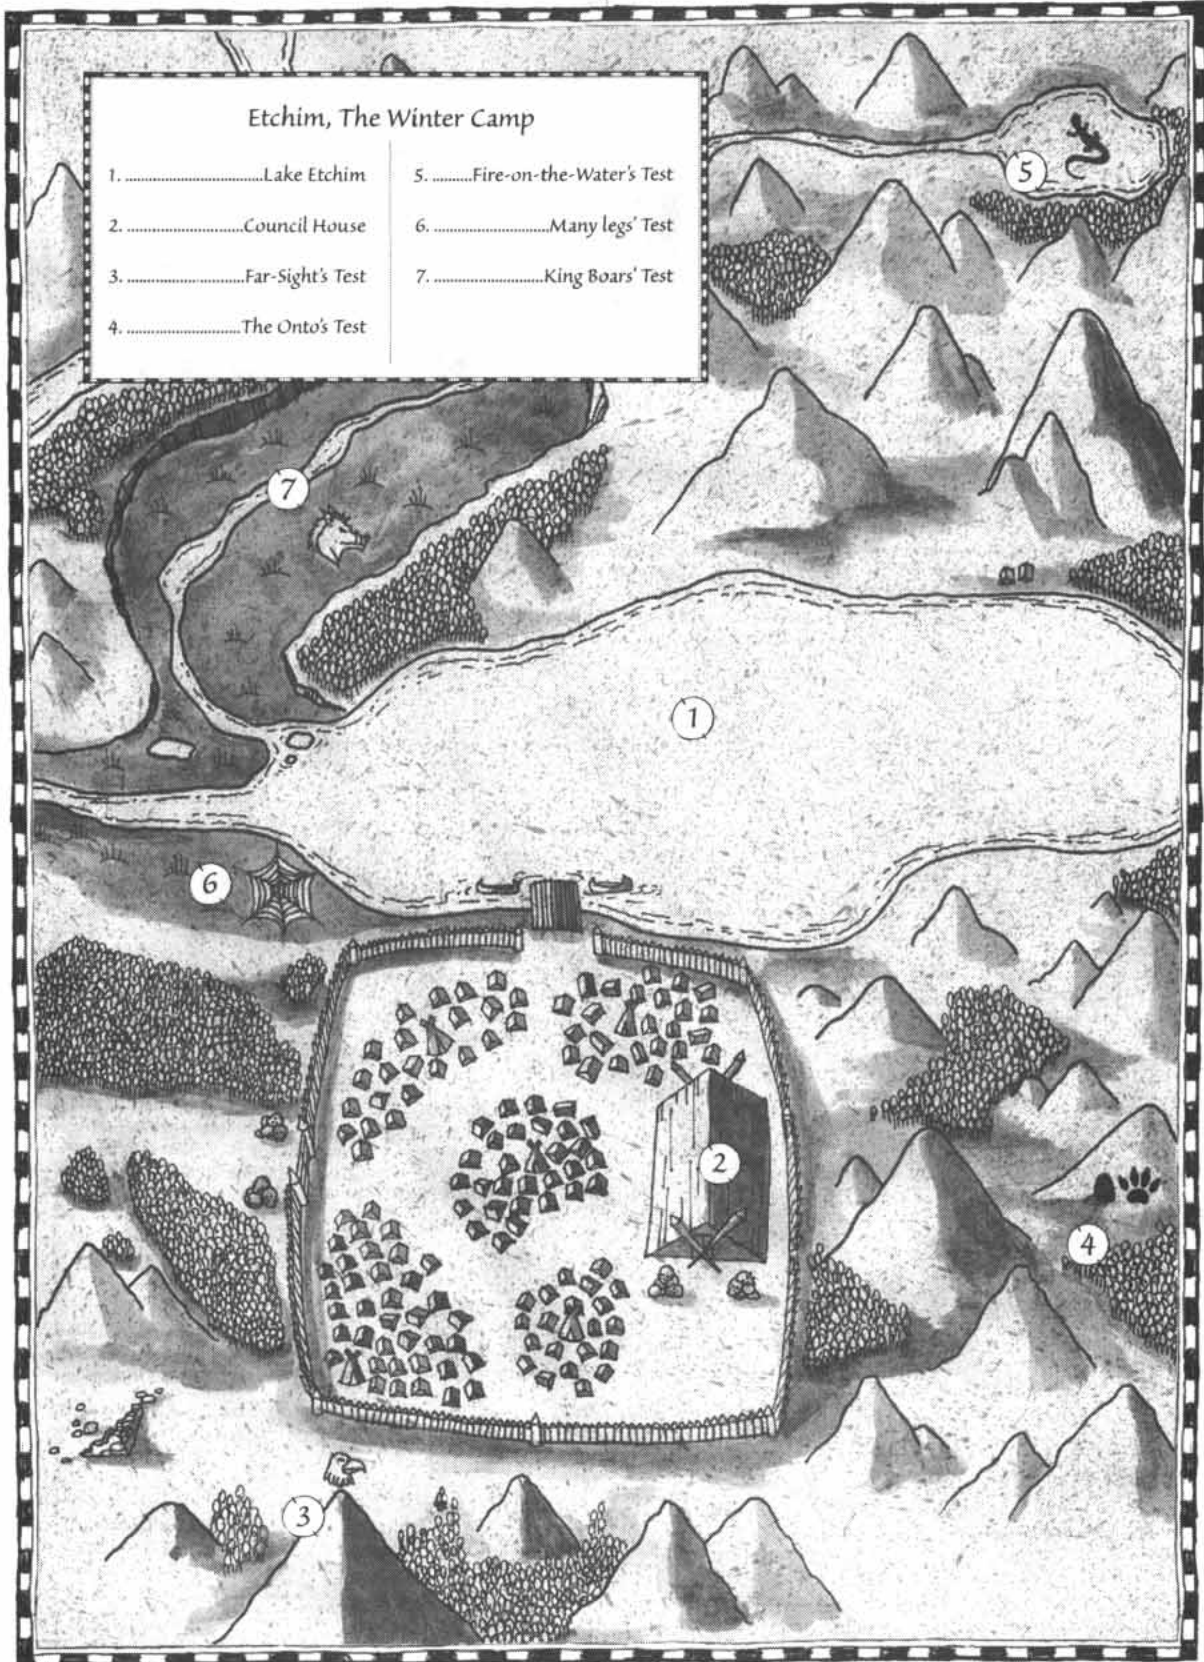 Etchim, The Winter Camp
1. ..............................Lake Etchim
2. ..........................Council House
3. ..........................Far-Sight's Test
4. .........................The Onto's Test
5. .........Fire-on-the-Water's Test
6. .........................Many legs' Test
7. ........................King Boars' Test
5
7
1
6
2
4
3